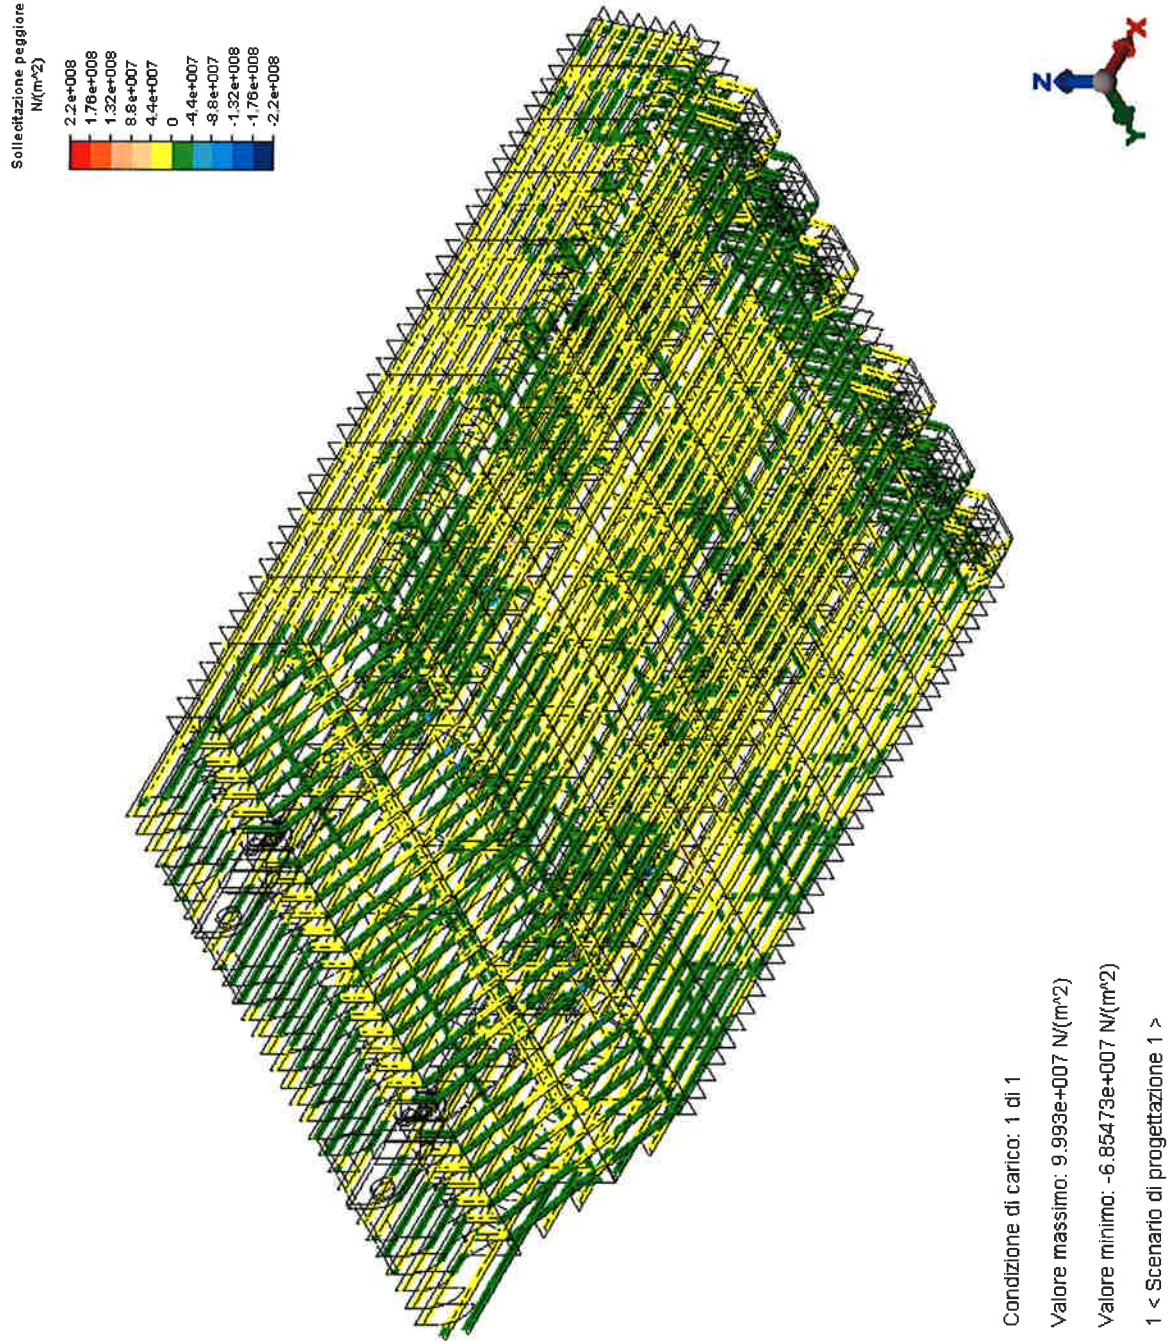 Sollecitazione peggiore
N/(m^2)
2.2e+008
1.76e+008
1.32e+008
8.8e+007
4.4e+007
0
-4.4e+007
-8.8e+007
-1.32e+008
-1.76e+008
-2.2e+008
Z
X
Y
Condizione di carico: 1 di 1
Valore massimo: 9.993e+007 N/(m^2)
Valore minimo: -6.85473e+007 N/(m^2)
1 < Scenario di progettazione 1 >